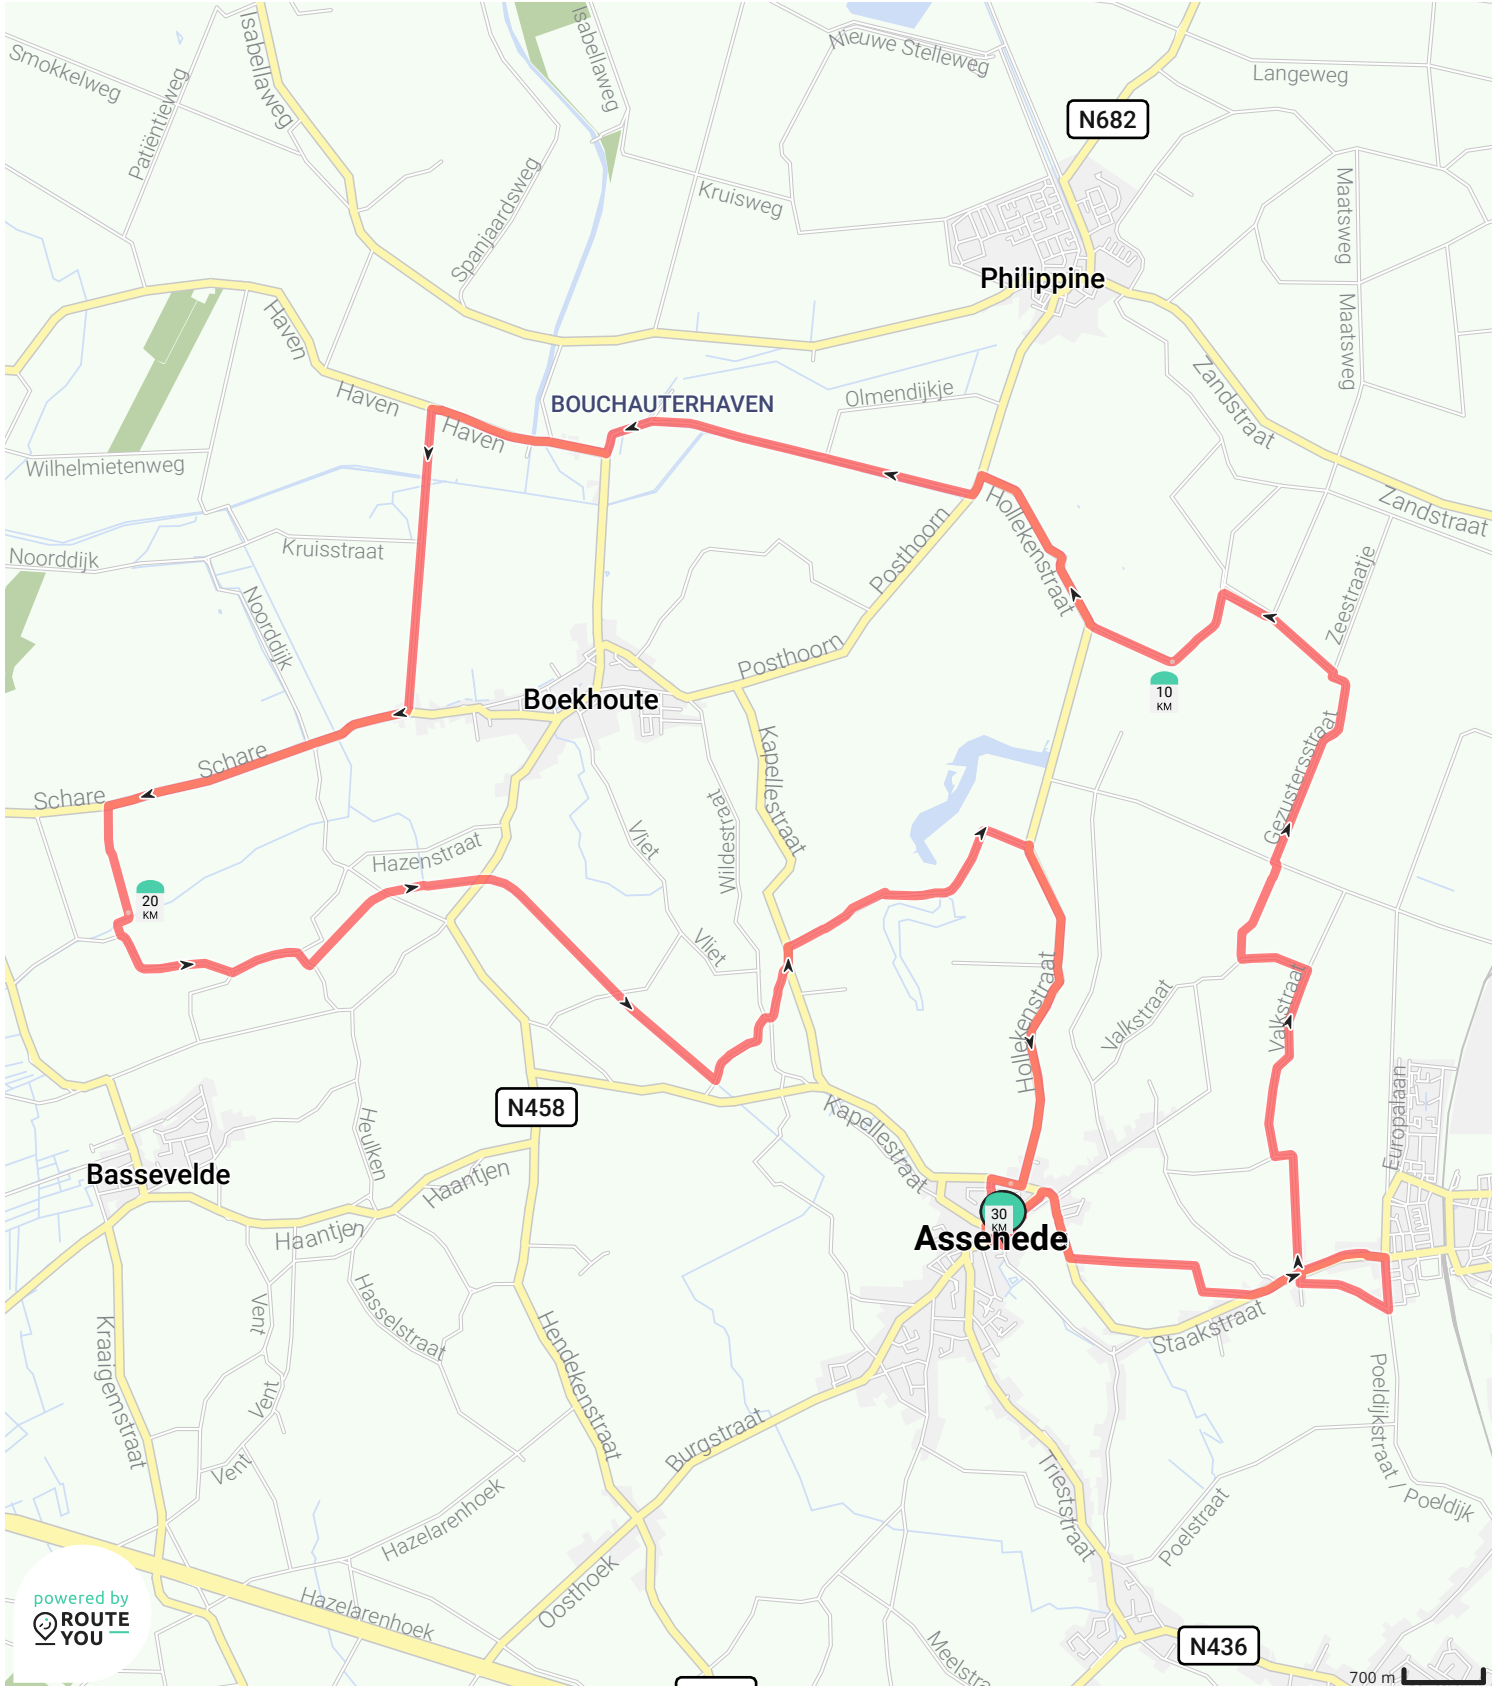 Isabellaweg
Isabellaweg
Nieuwe Stelleweg
Smokkelweg
Patiëntieweg
Langeweg
N682
Spanjaardsweg
Kruisweg
Maatsweg
Philippine
Haven
Maatsweg
Haven
BOUCHAUTERHAVEN
Olmendijkje
Zandstraat
Haven
Wilhelmietenweg
Zandstraat
Hollekenstraat
Posthoorn
Noorddijk
Kruisstraat
Zeestraatje
Noorddijk
Posthoorn
Boekhoute
10
KM
Schare
Kapellestraat
Gezustersstraat
Schare
Vliet
Wildestraat
Hazenstraat
20
KM
Vliet
Hollekenstraat
Valkstraat
Valkstraat
N458
Kapellestraat
Europalaan
Heulken
Bassevelde
Haantjen
Haantjen
30
KM
Assenede
Vent
Hasselstraat
Staakstraat
Kraaigemstraat
Hendekenstraat
Vent
Poeldijkstraat / Poeldijk
Burgstraat
Vent
Trieststraat
Hazelarenhoek
Poelstraat
Oosthoek
Hazelarenhoek
powered by
ROUTE
YOU
Meelstra
N436
700 m